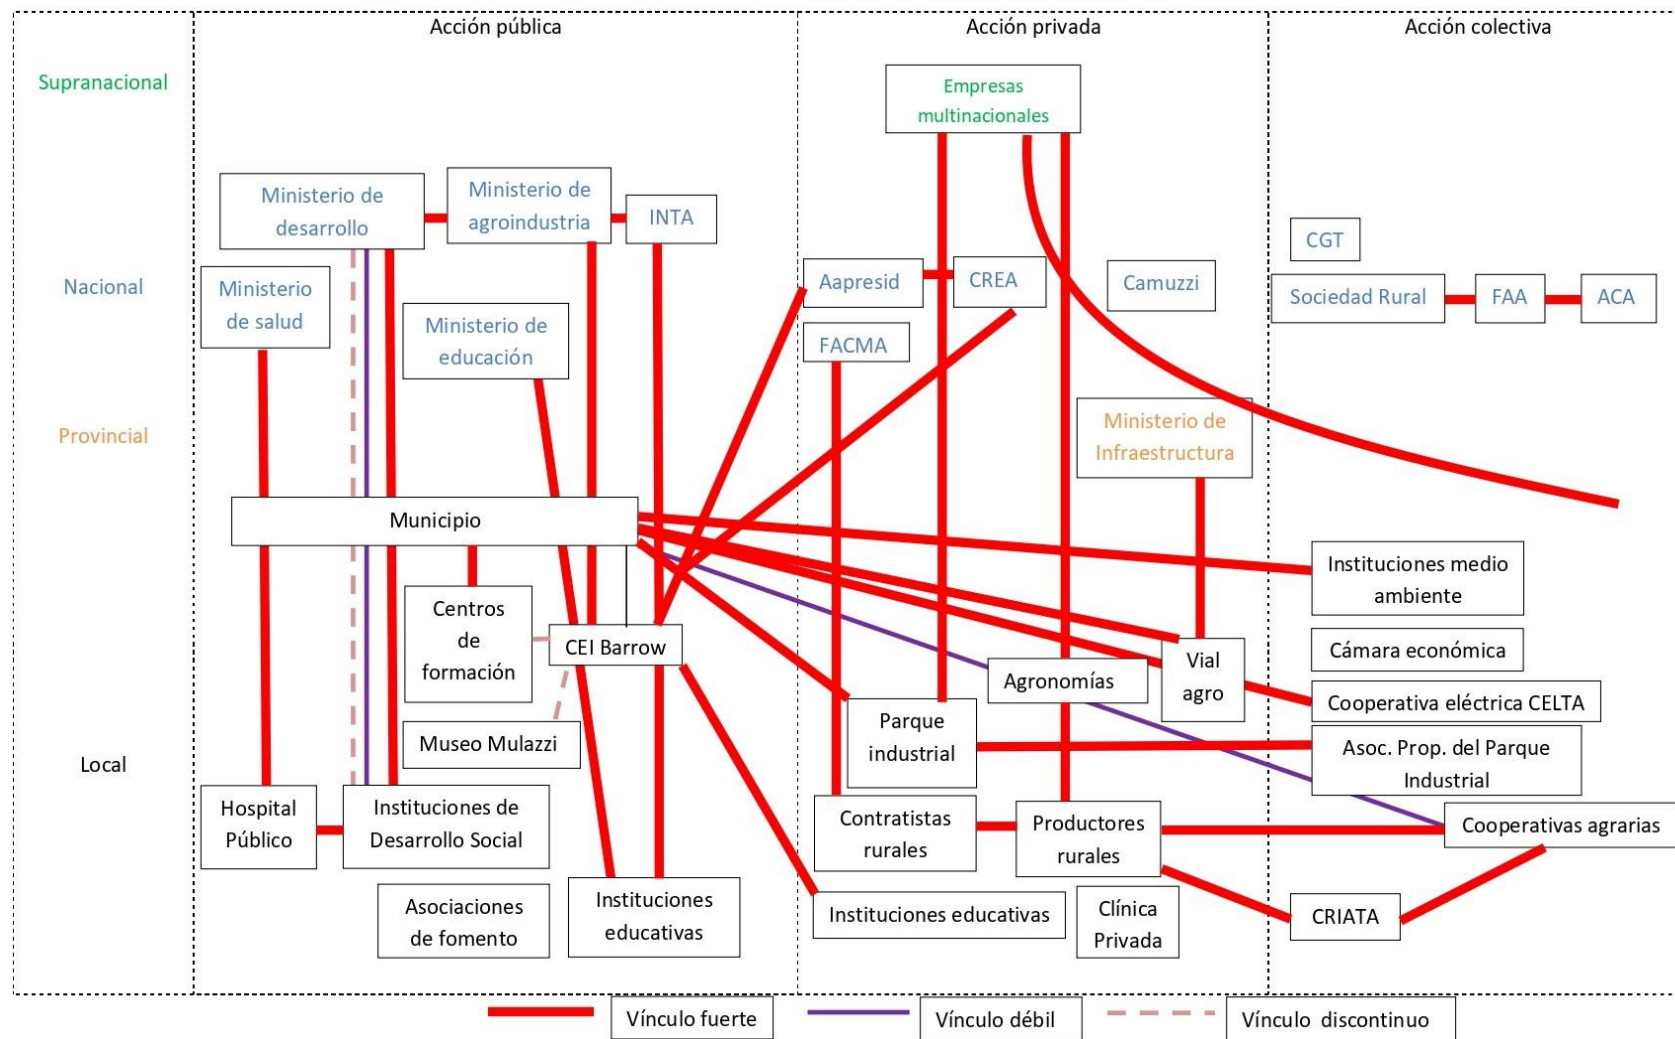 Acción pública
Acción privada
Acción colectiva
Supranacional
Empresas
multinacionales
Ministerio de
desarrollo
Ministerio de
agroindustria
INTA
CGT
Nacional
Ministerio
de salud
Ministerio de
educación
Aapresid
CREA
Camuzzi
FACMA
Sociedad Rural
FAA
ACA
Provincial
Ministerio de
Infraestructura
Municipio
Centros
de
formación
CEI Barrow
Museo Mulazzi
Instituciones medio
ambiente
Cámara económica
Vial
agro
Agronomías
Cooperativa eléctrica CELTA
Parque
industrial
Asoc. Prop. del Parque
Industrial
Local
Hospital
Público
Instituciones de
Desarrollo Social
Contratistas
rurales
Productores
rurales
Cooperativas agrarias
Asociaciones
de fomento
Instituciones
educativas
Instituciones educativas
Clínica
Privada
CRIATA
Vínculo fuerte
Vínculo débil
Vínculo discontinuo